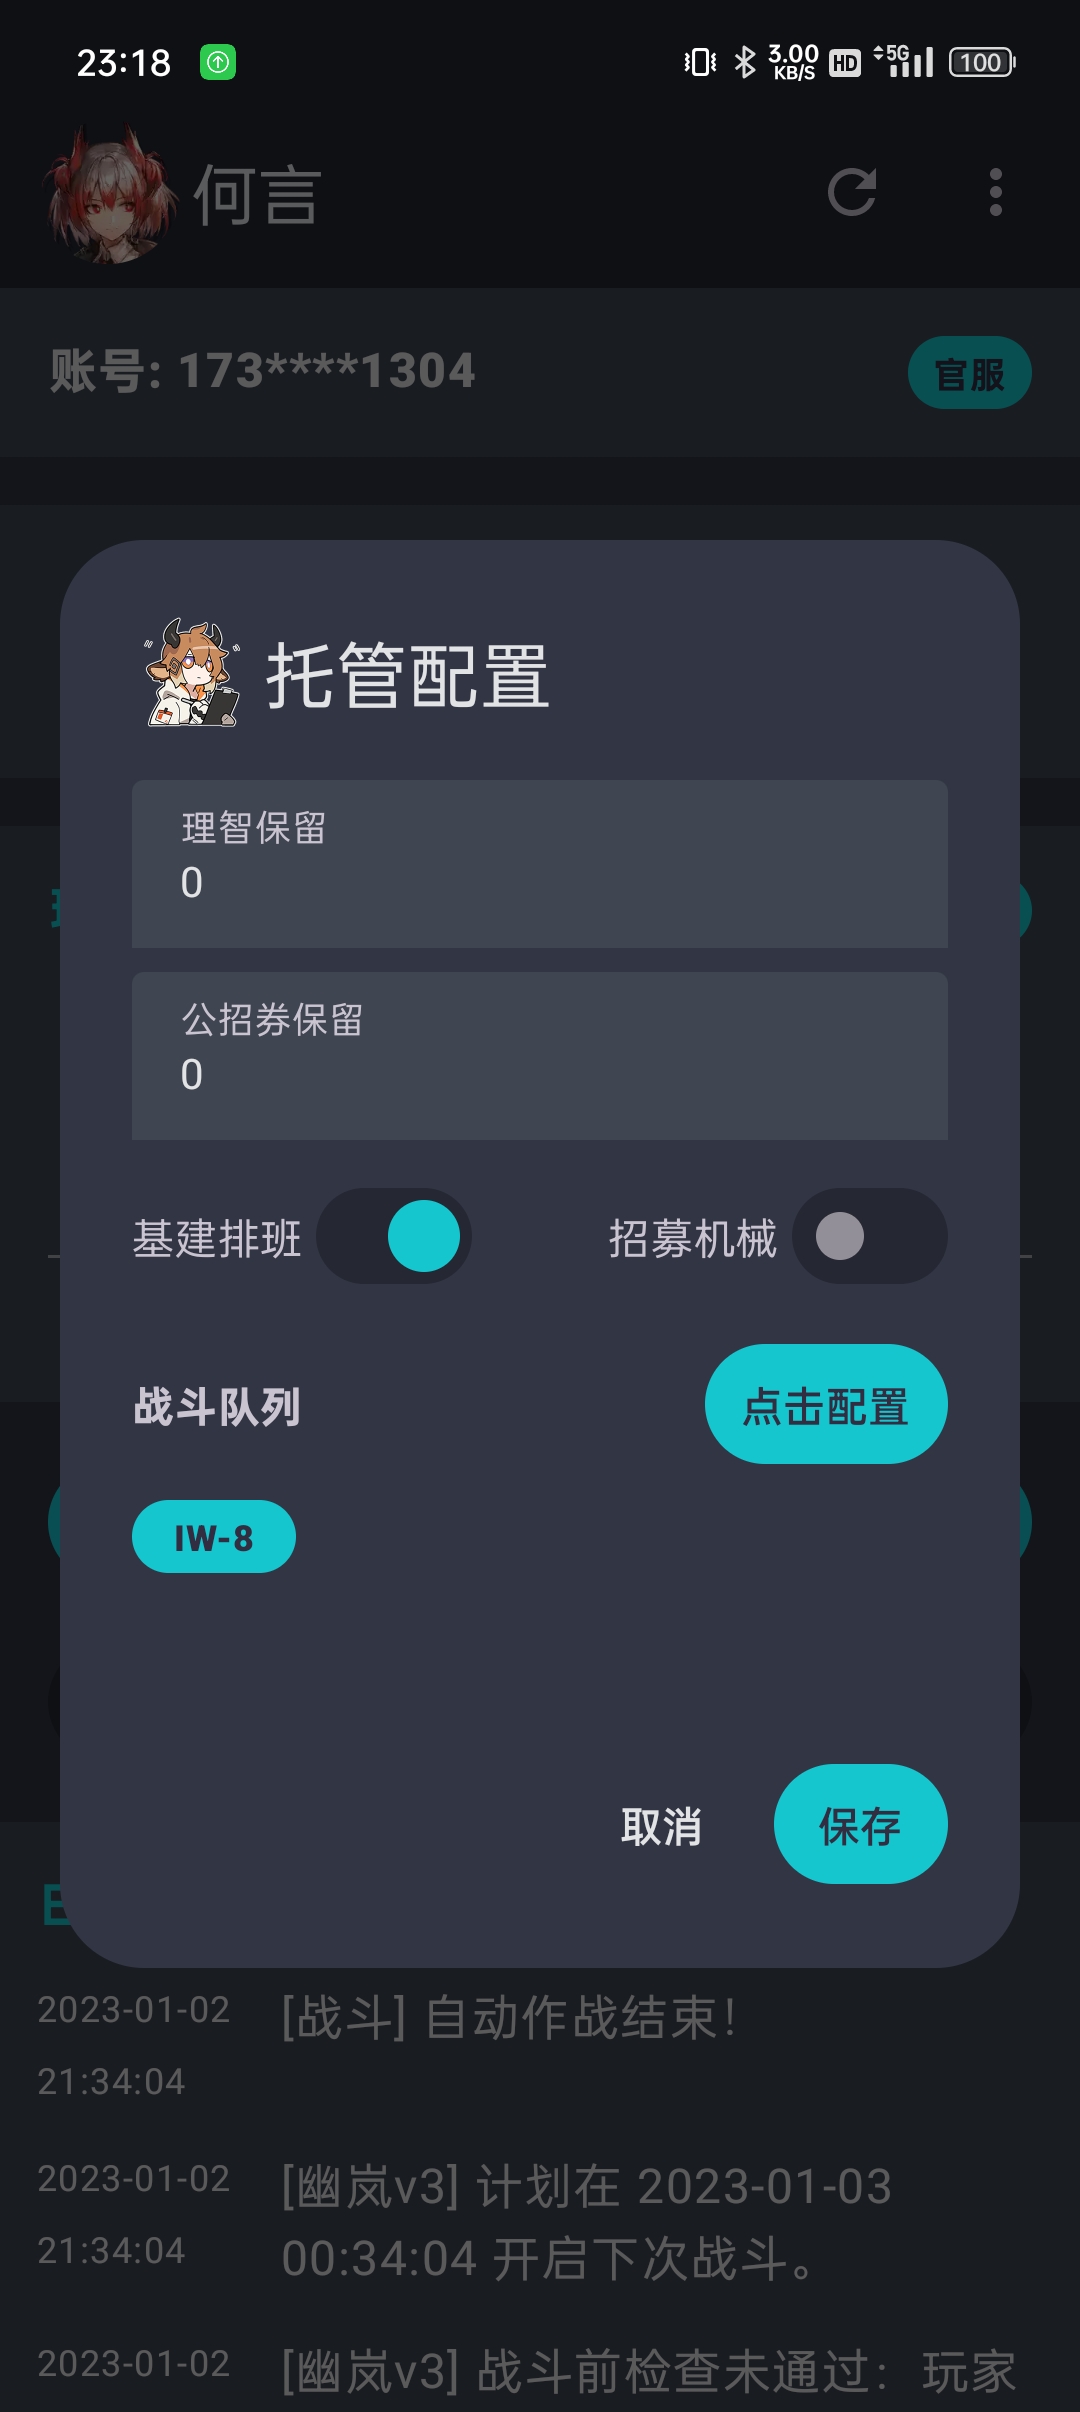 23:18
3.00
KB/S
HD
5G
100
何言
账号: 173****1304
官服
托管配置
理智保留
0
公招券保留
0
基建排班
招募机械
战斗队列
点击配置
IW-8
取消
保存
2023-01-02
21:34:04
[战斗] 自动作战结束！
2023-01-02
21:34:04
[幽岚v3] 计划在 2023-01-03
00:34:04 开启下次战斗。
2023-01-02
[幽岚v3] 战斗前检查未通过：玩家